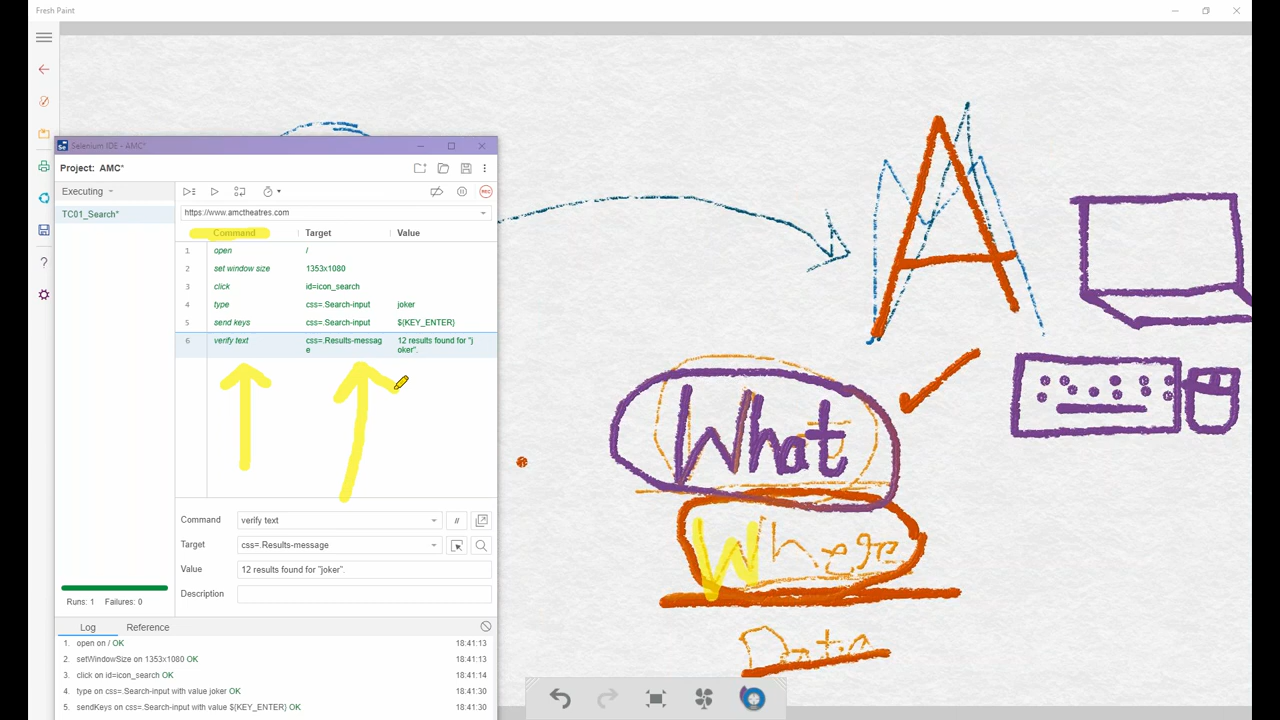 Fresh Paint
Selenium IDE - AMC*
Project: AMC*
Executing
TC01_Search*
https://www.amctheatres.com
Command Target Value
1 open /
2 set window size 1353x1080
3 click id=icon_search
4 type css=.Search-input joker
5 send keys css=.Search-input ${KEY_ENTER}
6 verify text css=.Results-messag 12 results found for "j
e oker".
Command verify text //
Target css=.Results-message
Value 12 results found for "joker".
Description
Runs: 1 Failures: 0
Log Reference
1. open on / OK 18:41:13
2. setWindowSize on 1353x1080 OK 18:41:13
3. click on id=icon_search OK 18:41:14
4. type on css=.Search-input with value joker OK 18:41:30
5. sendKeys on css=.Search-input with value ${KEY_ENTER} OK 18:41:30
REC
A
What
Where
Data